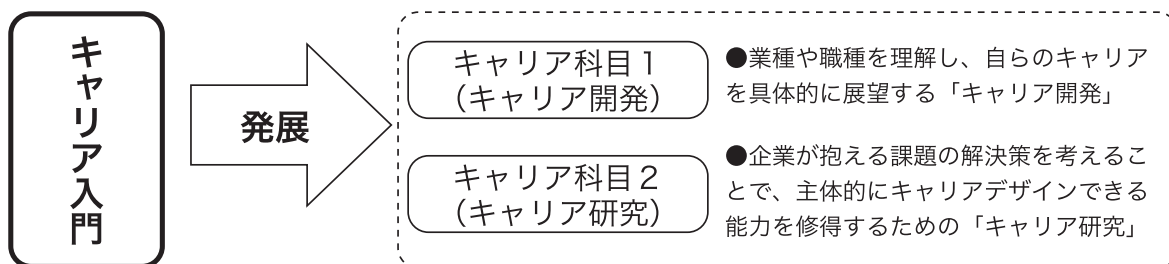 キャリア入門
発展
キャリア科目1
（キャリア開発）
●業種や職種を理解し、自らのキャリア
を具体的に展望する「キャリア開発」
キャリア科目2
（キャリア研究）
●企業が抱える課題の解決策を考えるこ
とで、主体的にキャリアデザインできる
能力を修得するための「キャリア研究」